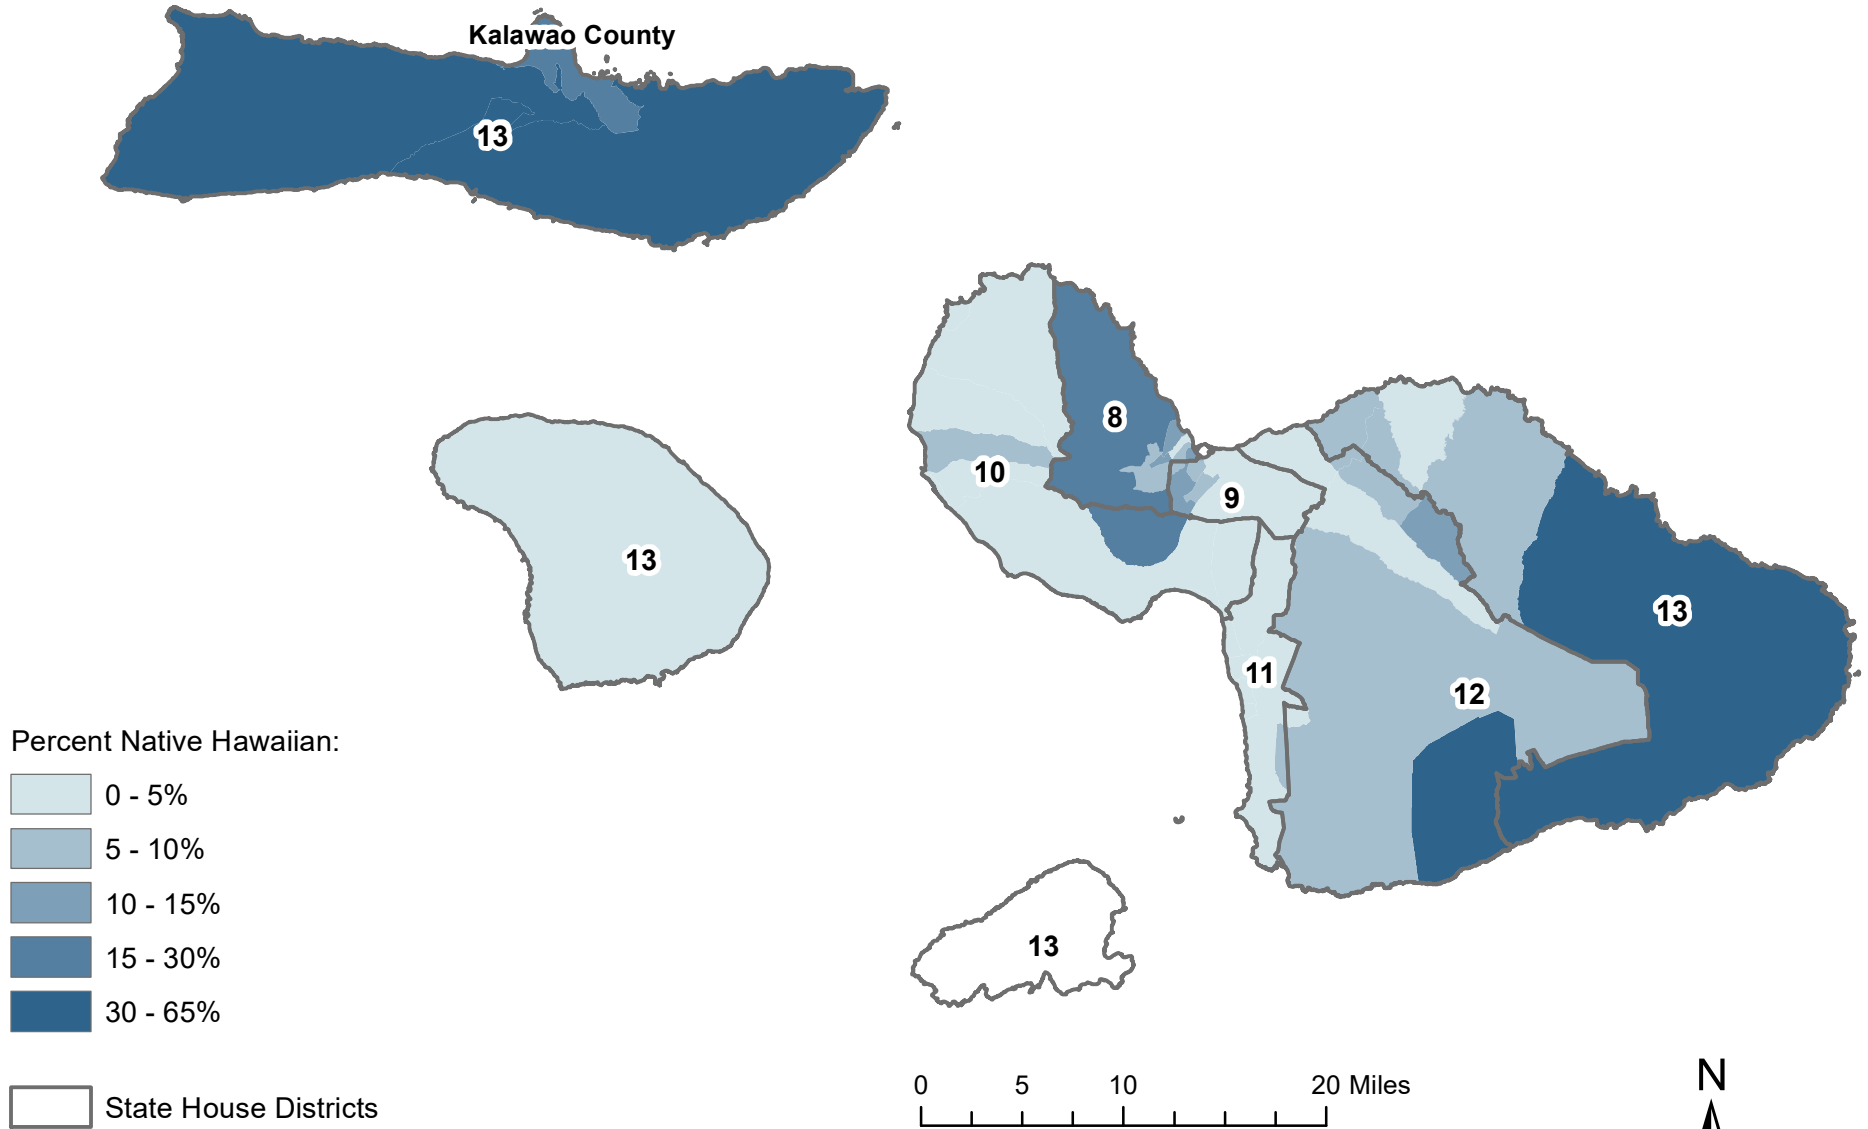 Kalawao County
13
8
10
9
13
13
11
12
13
Percent Native Hawaiian:
0 - 5%
5 - 10%
10 - 15%
15 - 30%
30 - 65%
State House Districts
0 5 10 20 Miles
N